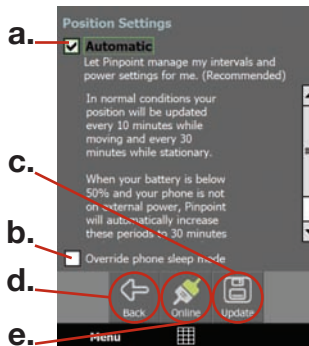 Position Settings
a.
Automatic
Let Pinpoint manage my intervals and
power settings for me. (Recommended)
In normal conditions your
position will be updated
every 10 minutes while
moving and every 30
minutes while stationary.
c.
When your battery is below
50% and your phone is not
on external power, Pinpoint
will automatically increase
these periods to 30 minutes
b.
Override phone sleep mode
d.
Back
Online
Update
e.
Menu